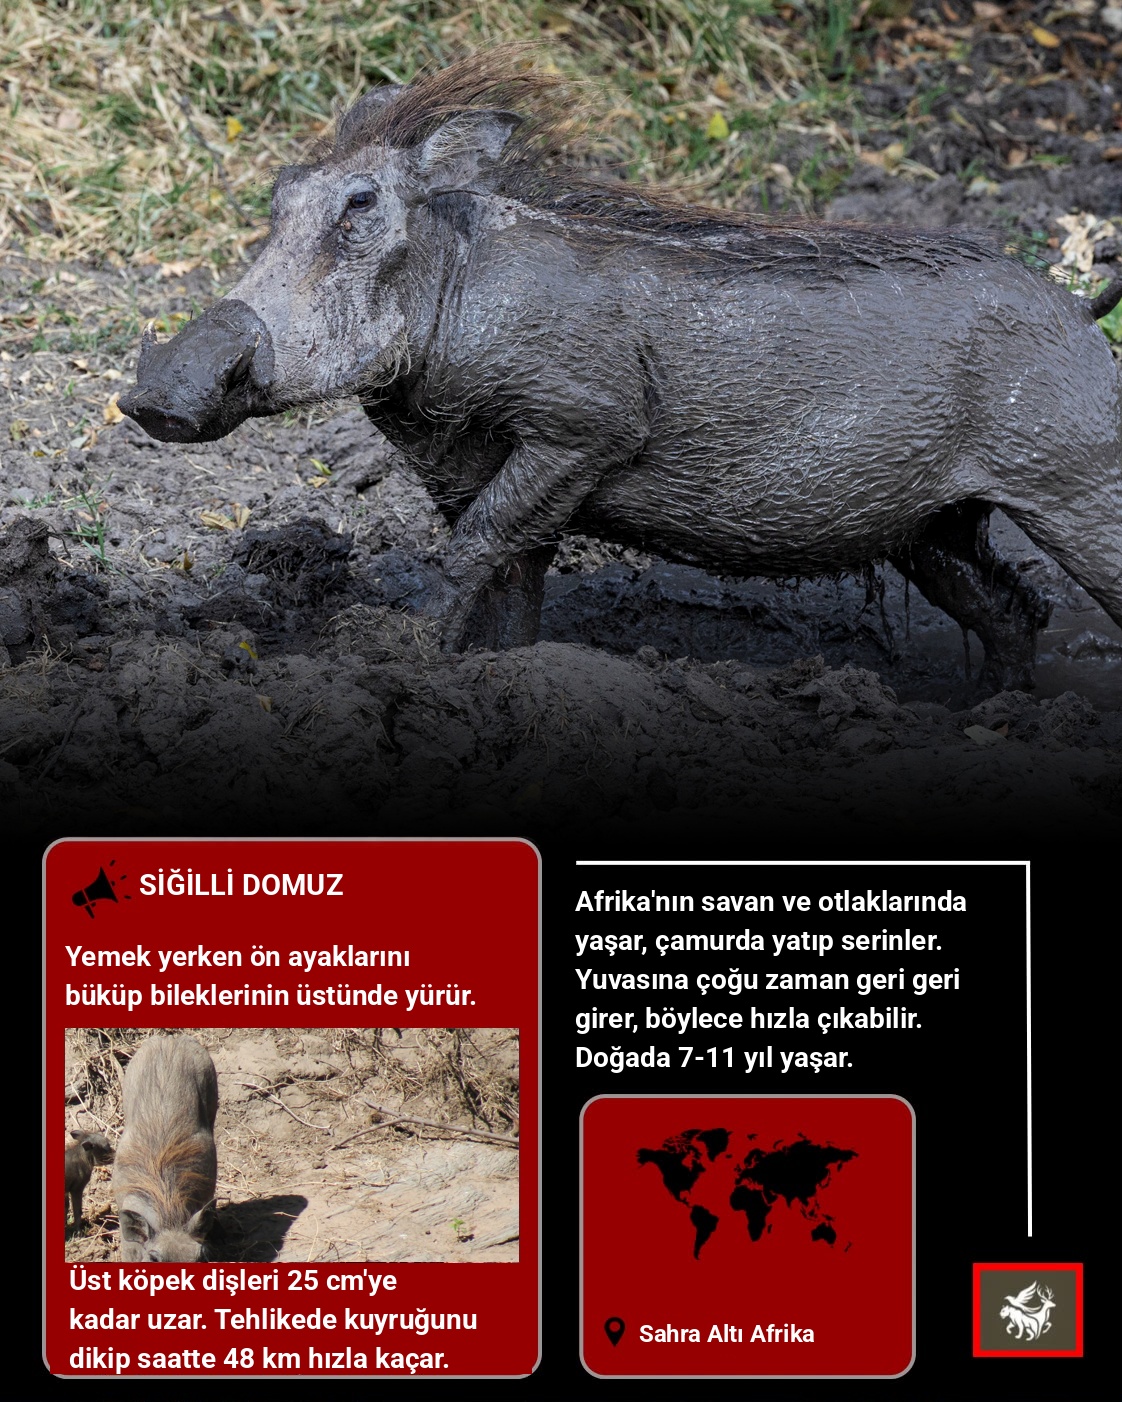 SİĞİLLİ DOMUZ
Yemek yerken ön ayaklarını
büküp bileklerinin üstünde yürür.
Üst köpek dişleri 25 cm'ye
kadar uzar. Tehlikede kuyruğunu
dikip saatte 48 km hızla kaçar.
Afrika'nın savan ve otlaklarında
yaşar, çamurda yatıp serinler.
Yuvasına çoğu zaman geri geri
girer, böylece hızla çıkabilir.
Doğada 7-11 yıl yaşar.
Sahra Altı Afrika